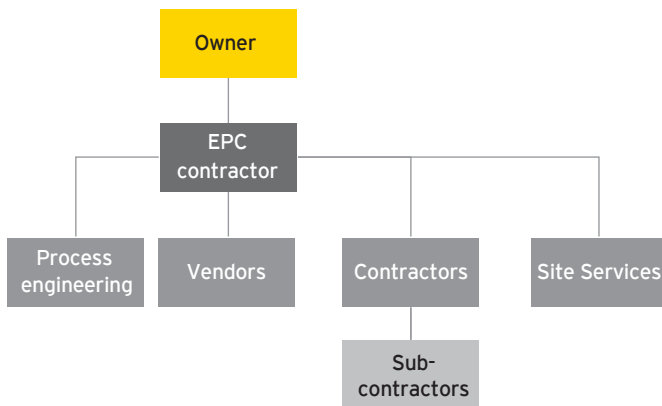 Owner
EPC
contractor
Process
engineering
Vendors
Contractors
Site Services
Sub-
contractors